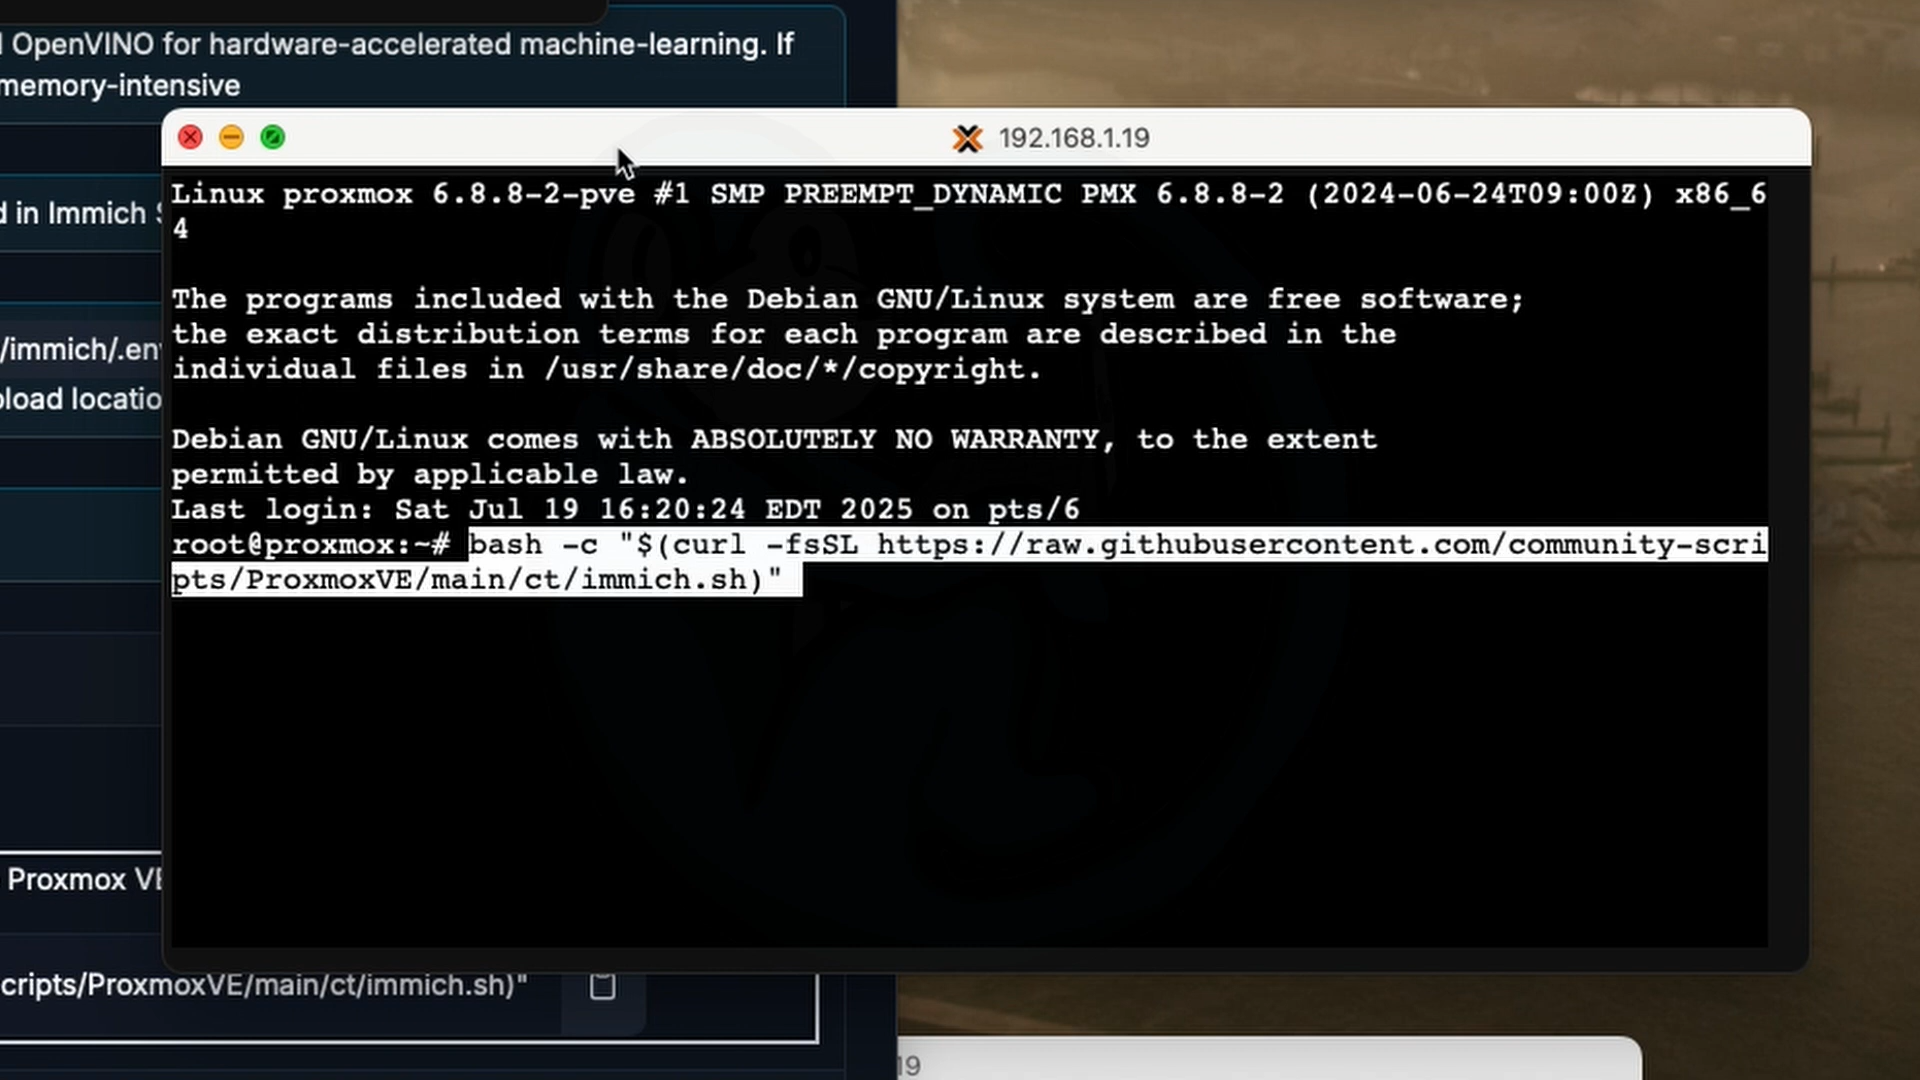 OpenVINO for hardware-accelerated machine-learning. If
memory-intensive
192.168.1.19
Linux proxmox 6.8.8-2-pve #1 SMP PREEMPT_DYNAMIC PMX 6.8.8-2 (2024-06-24T09:00Z) x86_6
4
The programs included with the Debian GNU/Linux system are free software;
the exact distribution terms for each program are described in the
individual files in /usr/share/doc/*/copyright.
Debian GNU/Linux comes with ABSOLUTELY NO WARRANTY, to the extent
permitted by applicable law.
Last login: Sat Jul 19 16:20:24 EDT 2025 on pts/6
root@proxmox:~# bash -c "$(curl -fsSL https://raw.githubusercontent.com/community-scri
pts/ProxmoxVE/main/ct/immich.sh)"
in Immich
/immich/.env
Proxmox VE
cripts/ProxmoxVE/main/ct/immich.sh)"
19